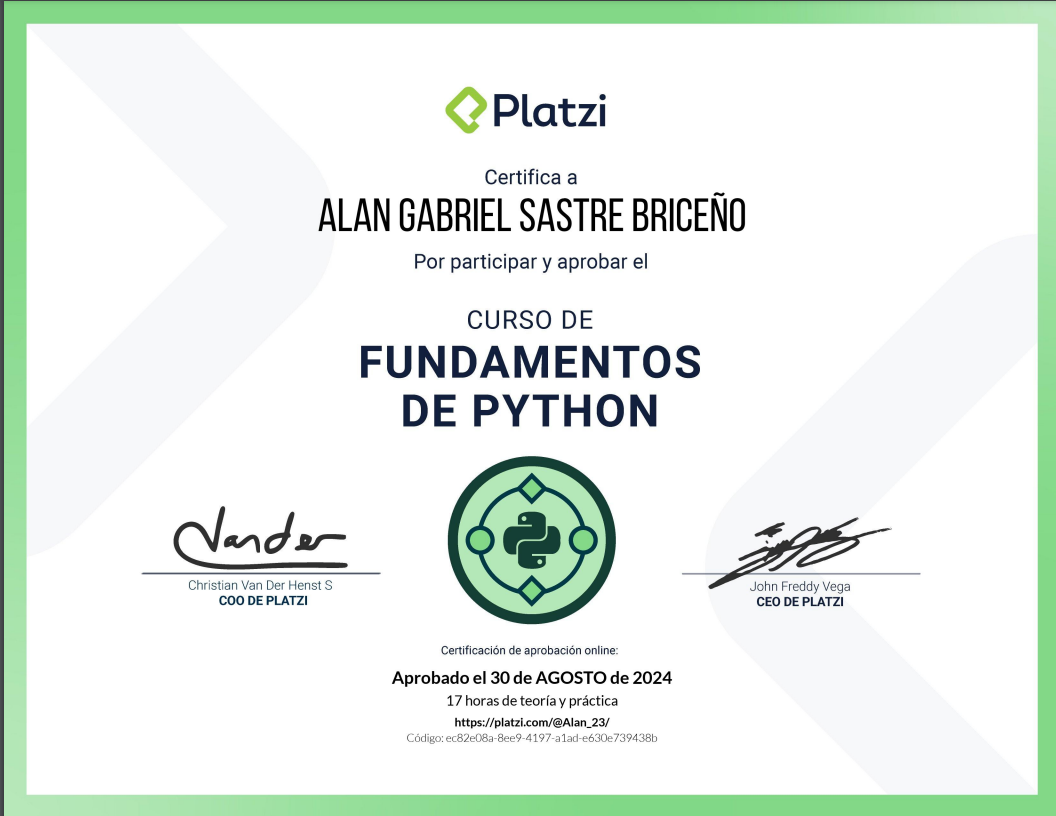 Platzi
Certifica a
ALAN GABRIEL SASTRE BRICEÑO
Por participar y aprobar el
CURSO DE
FUNDAMENTOS
DE PYTHON
Vander
Christian Van Der Henst S
COO DE PLATZI
John Freddy Vega
CEO DE PLATZI
Certificación de aprobación online:
Aprobado el 30 de AGOSTO de 2024
17 horas de teoría y práctica
https://platzi.com/@Alan_23/
Código: ec82e08a-8ee9-4197-a1ad-e630e739438b